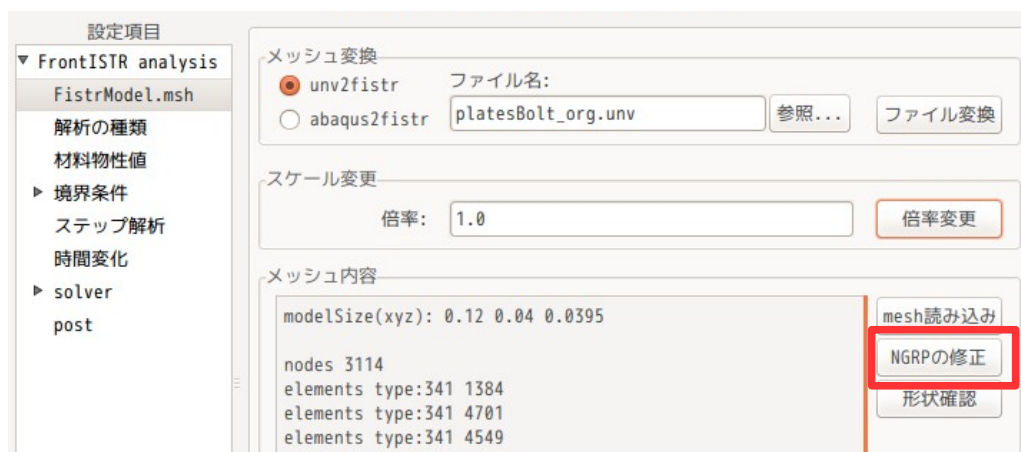 設定項目
FrontISTR analysis
FistrModel.msh
解析の種類
材料物性値
境界条件
ステップ解析
時間変化
solver
post
メッシュ変換
unv2fistr
ファイル名:
abaqus2fistr
platesBolt_org.unv
参照...
ファイル変換
スケール変更
倍率:
1.0
倍率変更
メッシュ内容
modelSize(xyz): 0.12 0.04 0.0395
nodes 3114
elements type:341 1384
elements type:341 4701
elements type:341 4549
mesh読み込み
NGRPの修正
形状確認